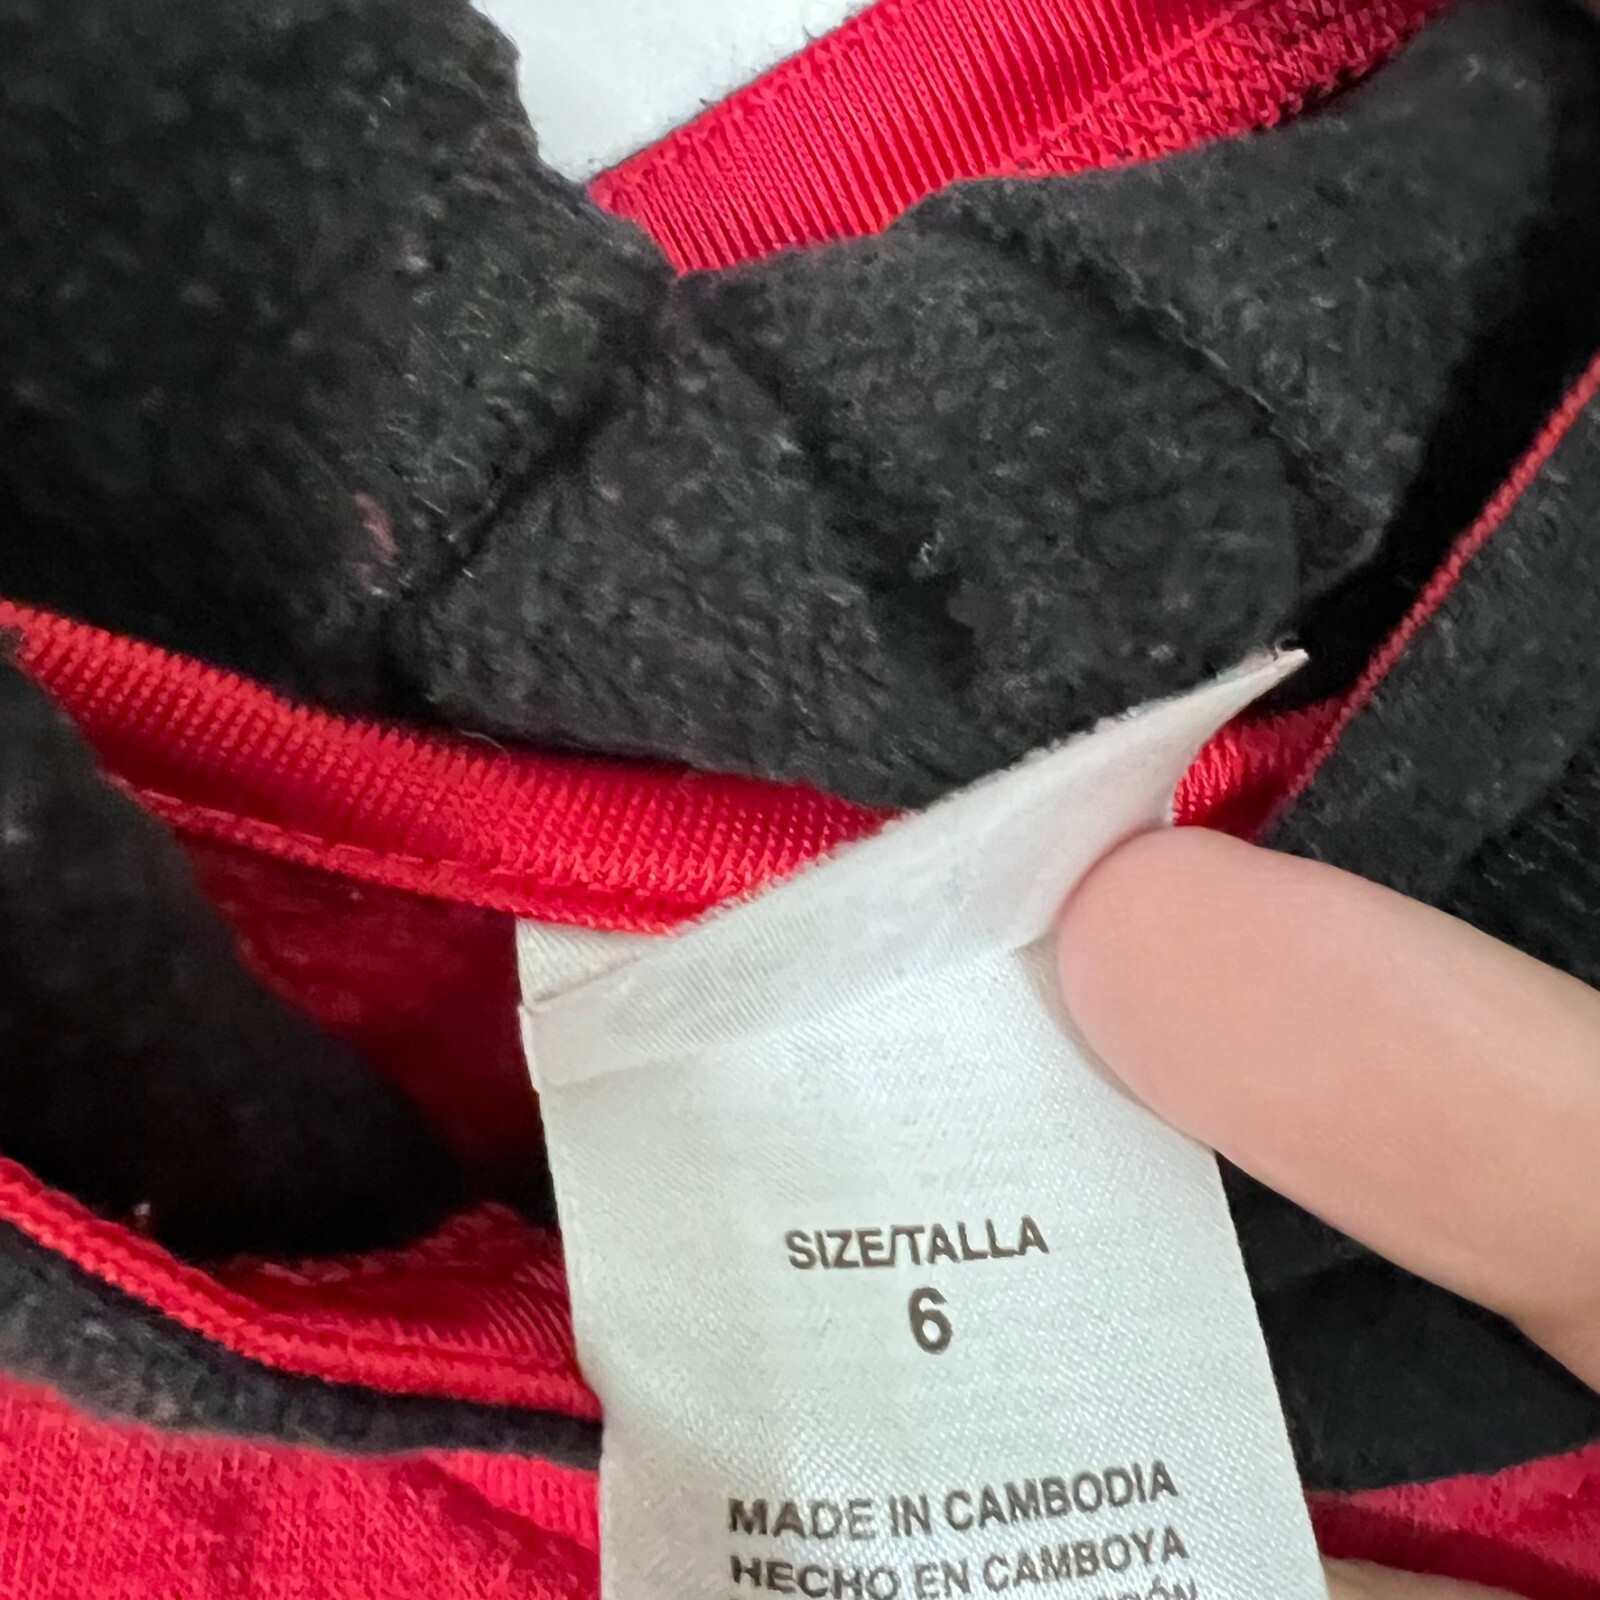 SIZE/TALLA
6
MADE IN CAMBODIA
HECHO EN CAMBOYA